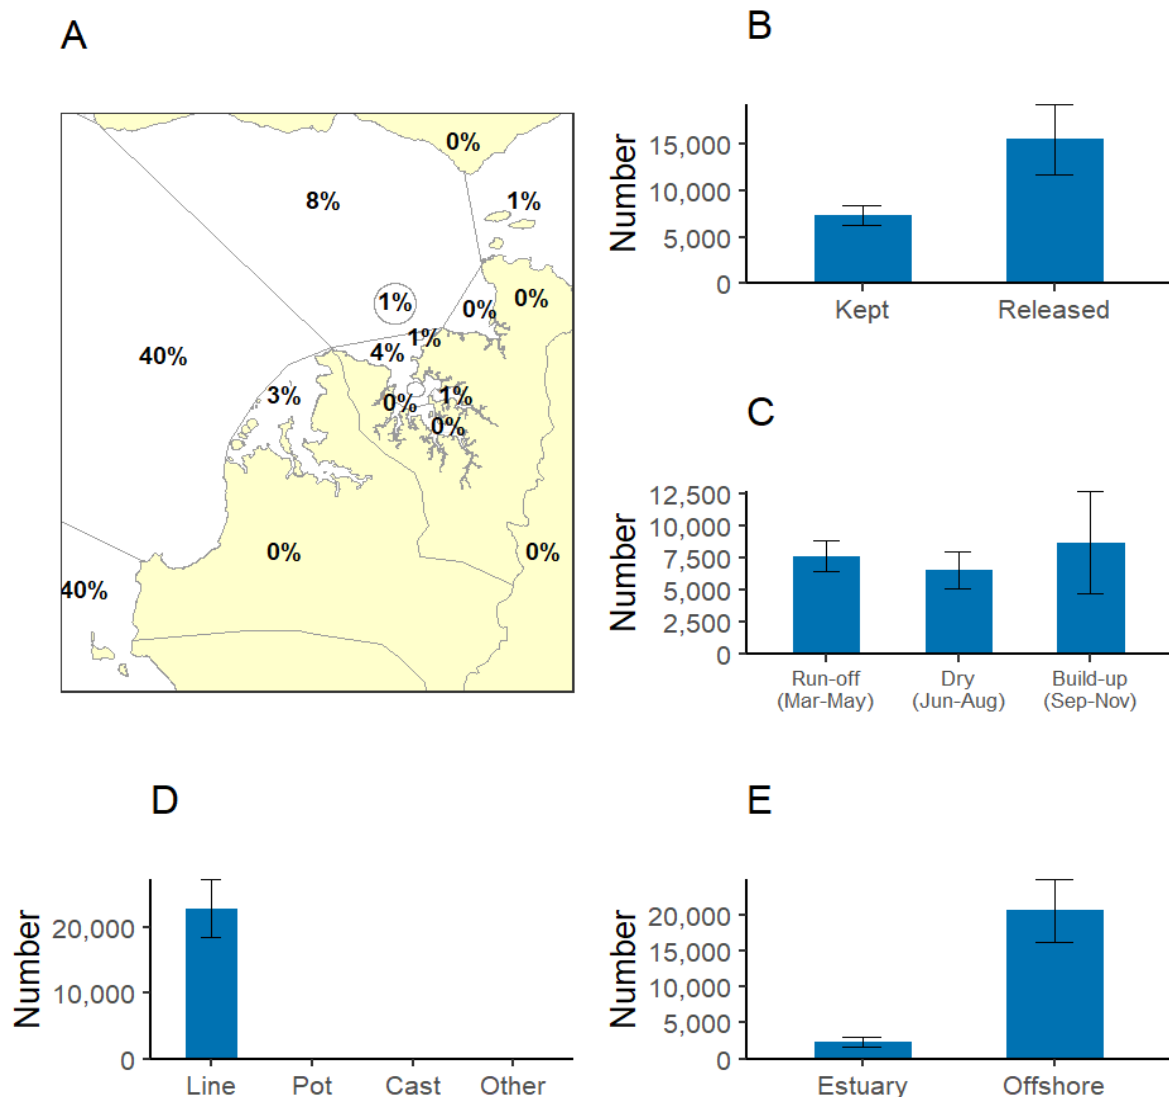 A
0%
8%
1%
1%
0%
0%
1%
4%
40%
3%
0%
1%
0%
0%
0%
40%
B
Number
15,000
10,000
5,000
0
Kept
Released
C
Number
12,500
10,000
7,500
5,000
2,500
0
Run-off
(Mar-May)
Dry
(Jun-Aug)
Build-up
(Sep-Nov)
D
Number
20,000
10,000
0
Line
Pot
Cast
Other
E
Number
20,000
15,000
10,000
5,000
0
Estuary
Offshore